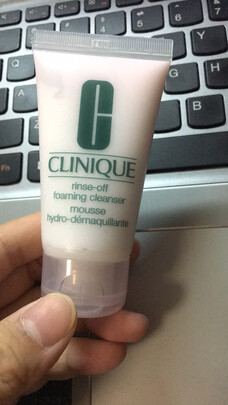 CLINIQUE
rinse-off
foaming cleanser
mousse
hydro-démaquillante